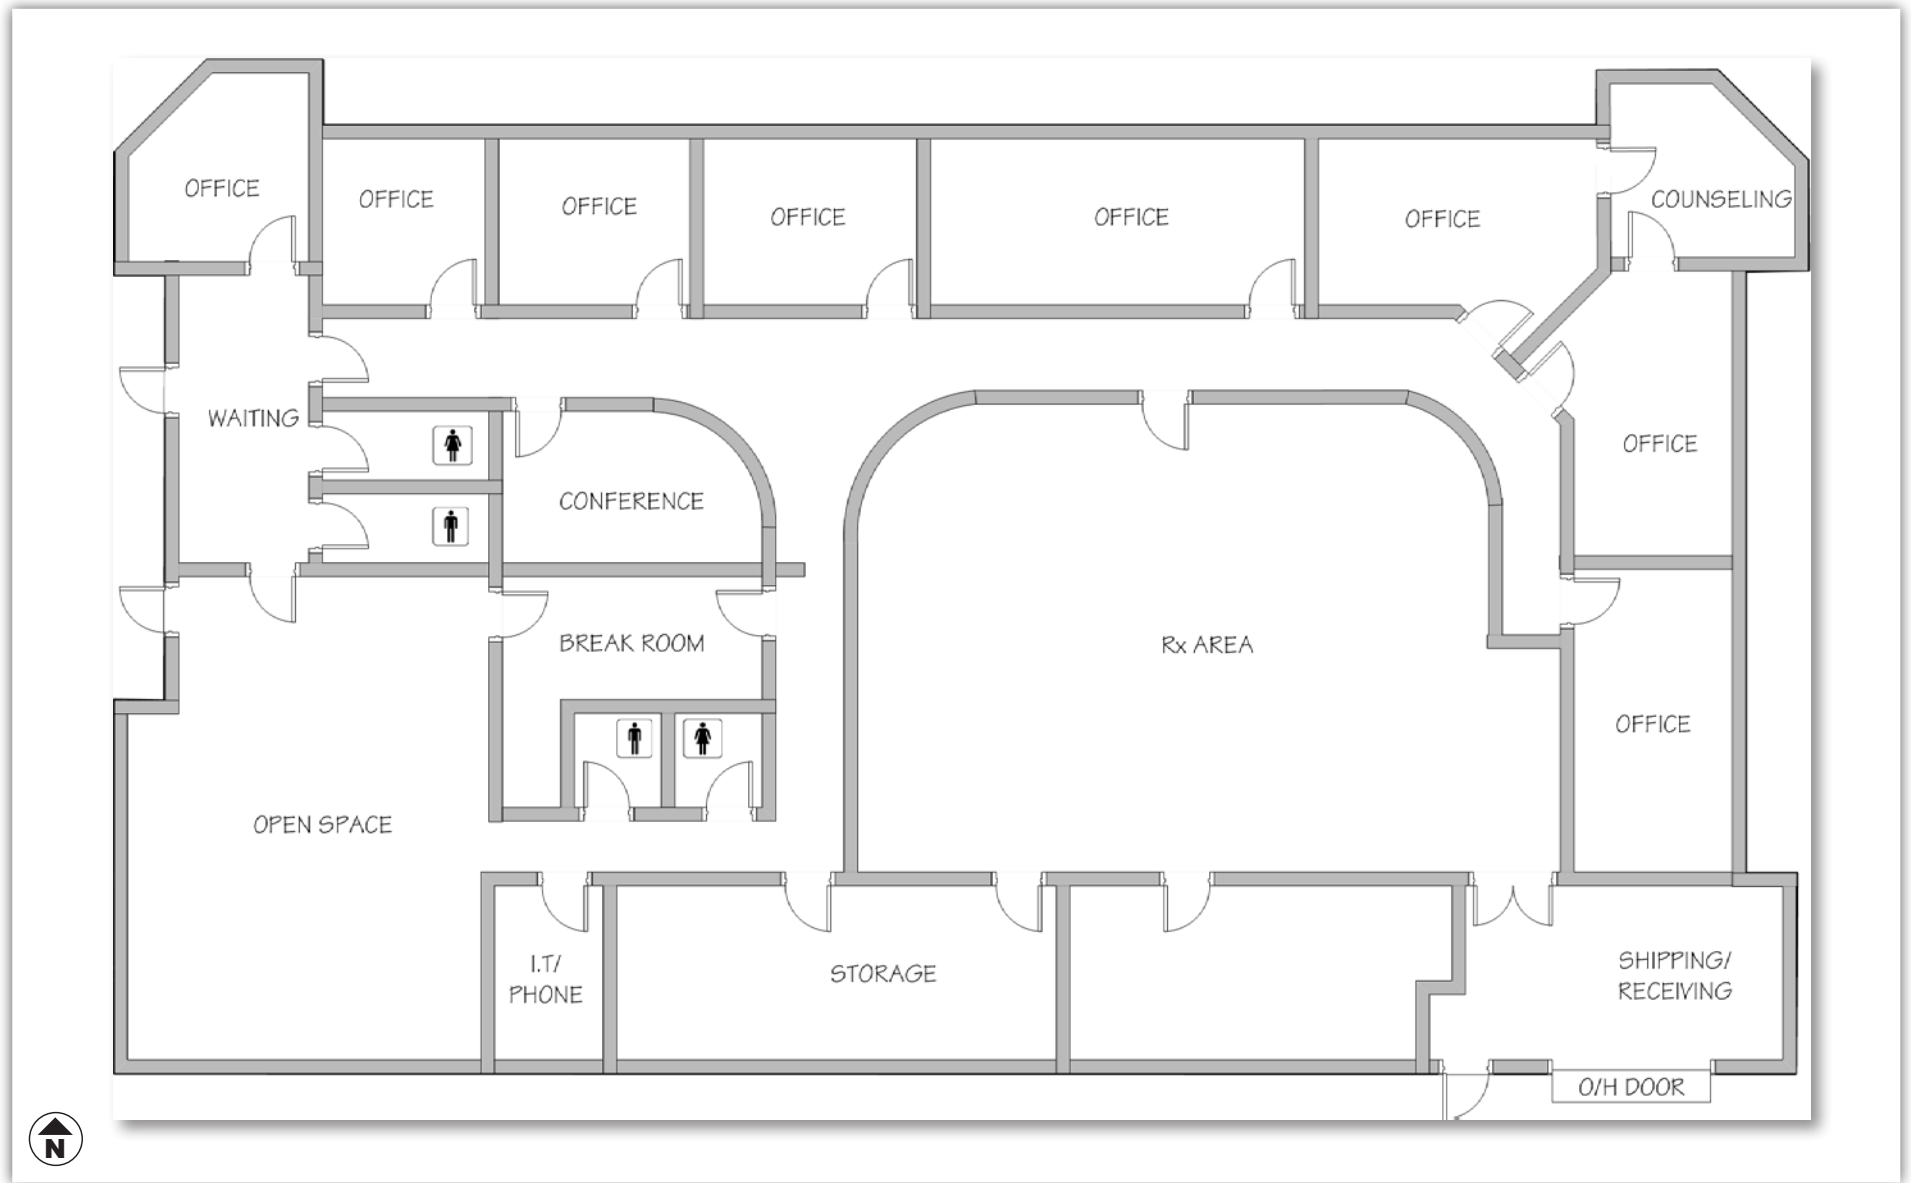 OFFICE
OFFICE
OFFICE
OFFICE
OFFICE
OFFICE
COUNSELING
WAITING
OFFICE
CONFERENCE
BREAK ROOM
Rx AREA
OFFICE
OPEN SPACE
I.T/
PHONE
STORAGE
SHIPPING/
RECEIVING
O/H DOOR
N